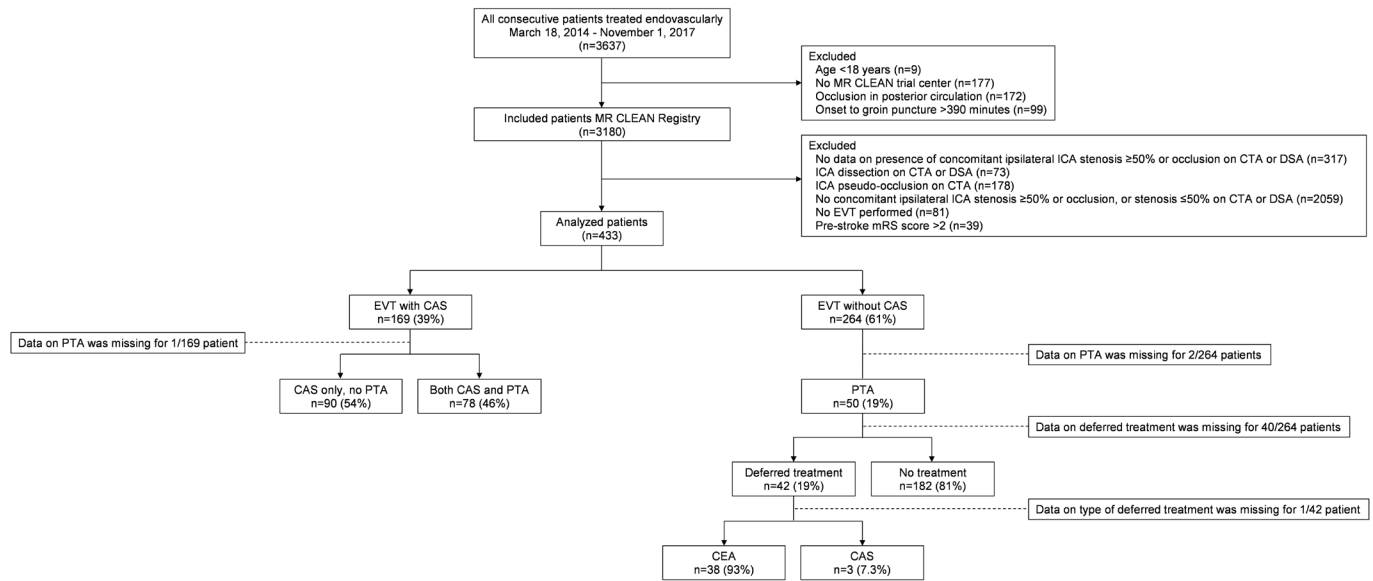 All consecutive patients treated endovascularly
March 18, 2014 - November 1, 2017
(n=3637)
Excluded
Age <18 years (n=9)
No MR CLEAN trial center (n=177)
Occlusion in posterior circulation (n=172)
Onset to groin puncture >390 minutes (n=99)
Included patients MR CLEAN Registry
(n=3180)
Excluded
No data on presence of concomitant ipsilateral ICA stenosis ≥50% or occlusion on CTA or DSA (n=317)
ICA dissection on CTA or DSA (n=73)
ICA pseudo-occlusion on CTA (n=178)
No concomitant ipsilateral ICA stenosis ≥50% or occlusion, or stenosis ≤50% on CTA or DSA (n=2059)
No EVT performed (n=81)
Pre-stroke mRS score >2 (n=39)
Analyzed patients
(n=433)
EVT with CAS
n=169 (39%)
EVT without CAS
n=264 (61%)
Data on PTA was missing for 1/169 patient
Data on PTA was missing for 2/264 patients
CAS only, no PTA
n=90 (54%)
Both CAS and PTA
n=78 (46%)
PTA
n=50 (19%)
Data on deferred treatment was missing for 40/264 patients
Deferred treatment
n=42 (19%)
No treatment
n=182 (81%)
Data on type of deferred treatment was missing for 1/42 patient
CEA
n=38 (93%)
CAS
n=3 (7.3%)